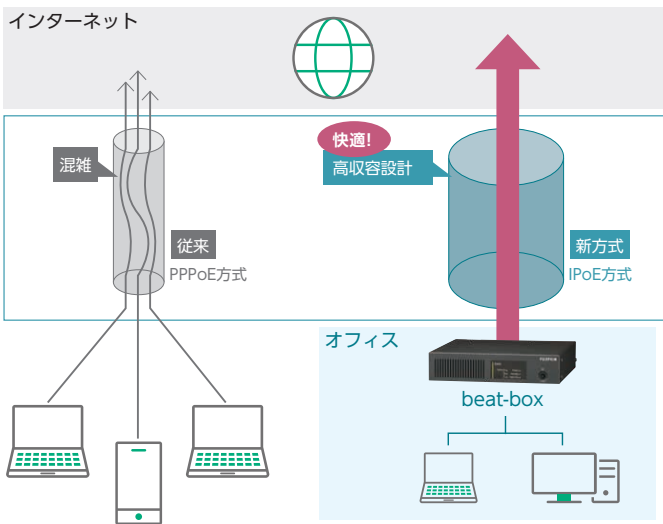 インターネット
快適!
混雑
高収容設計
従来
PPPoE方式
新方式
IPoE方式
オフィス
beat-box